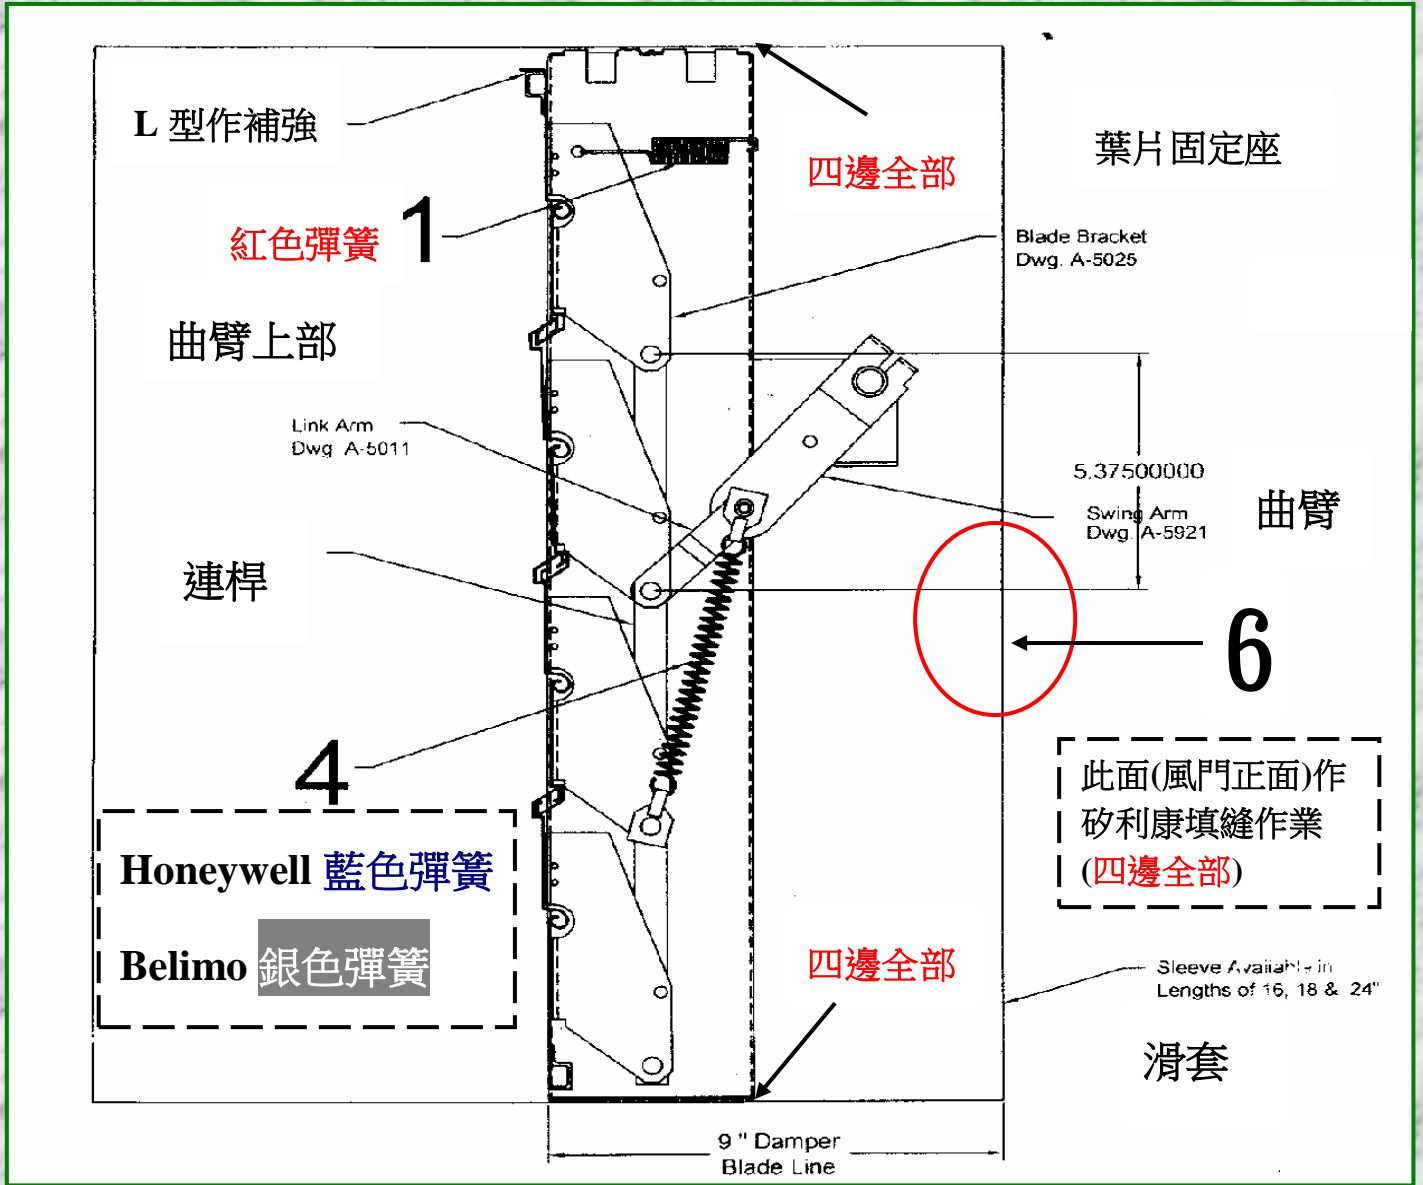 L 型作補強
四邊全部
葉片固定座
紅色彈簧
1
Blade Bracket
Dwg. A-5025
曲臂上部
Link Arm
Dwg A-5011
5.37500000
Swing Arm
Dwg. A-5921
曲臂
連桿
6
4
此面(風門正面)作
矽利康填縫作業
(四邊全部)
Honeywell 藍色彈簧
Belimo 銀色彈簧
四邊全部
Sleeve Available in
Lengths of 16, 18 & 24"
滑套
9 " Damper
Blade Line